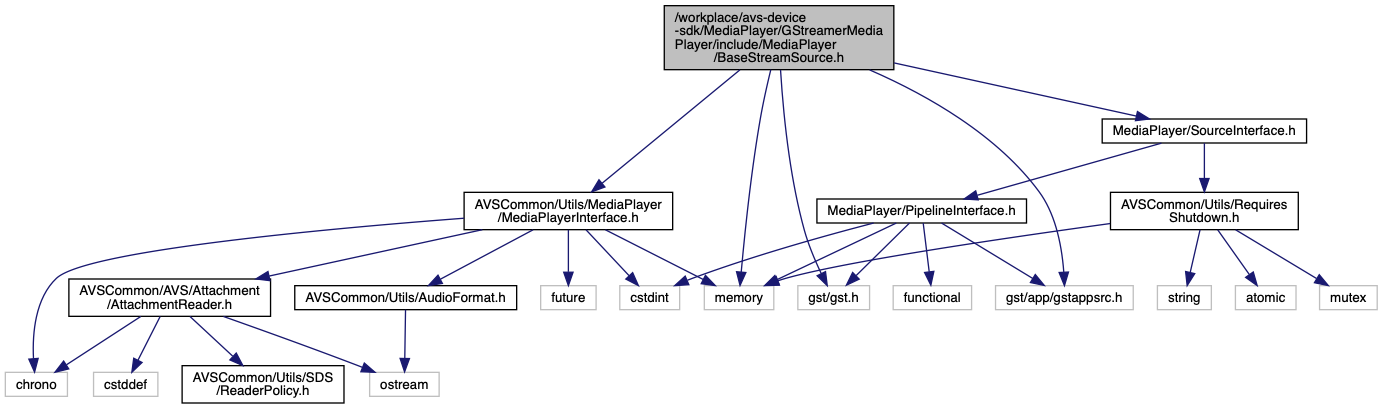 /workplace/avs-device
-sdk/MediaPlayer/GStreamerMedia
Player/include/MediaPlayer
/BaseStreamSource.h
MediaPlayer/SourceInterface.h
AVSCommon/Utils/MediaPlayer
/MediaPlayerInterface.h
MediaPlayer/PipelineInterface.h
AVSCommon/Utils/Requires
Shutdown.h
AVSCommon/AVS/Attachment
/AttachmentReader.h
AVSCommon/Utils/AudioFormat.h
future
cstdint
memory
gst/gst.h
functional
gst/app/gstappsrc.h
string
atomic
mutex
chrono
cstddef
AVSCommon/Utils/SDS
/ReaderPolicy.h
ostream